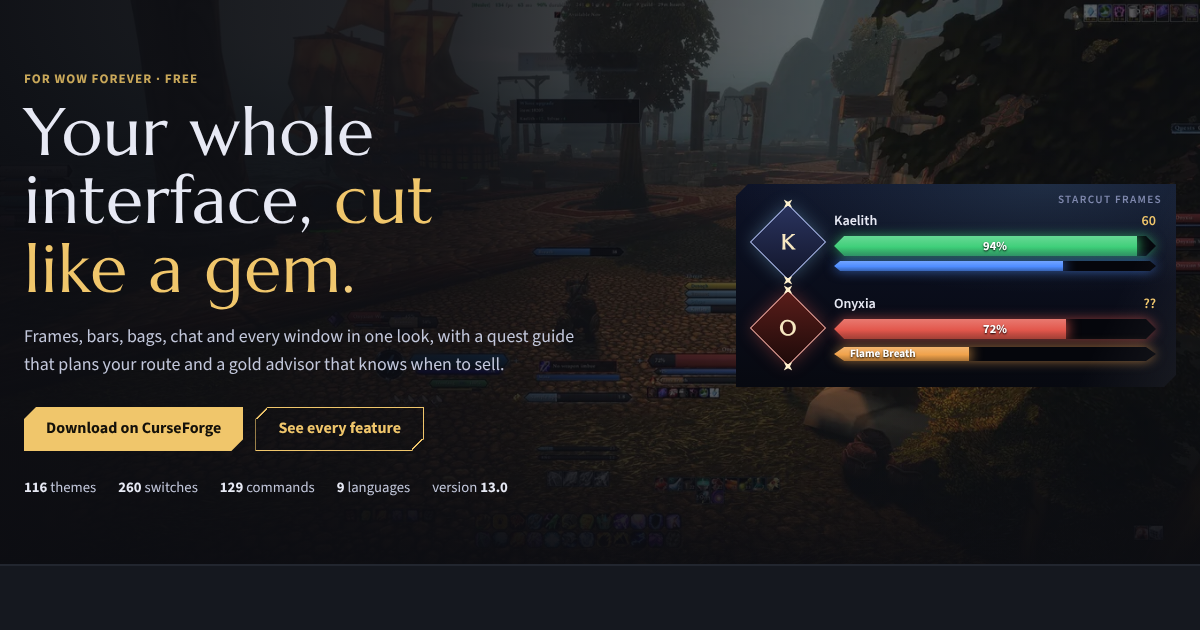 FOR WOW FOREVER · FREE
Your whole
interface, cut
like a gem.
Frames, bars, bags, chat and every window in one look, with a quest guide
that plans your route and a gold advisor that knows when to sell.
Download on CurseForge
See every feature
116 themes
260 switches
129 commands
9 languages
version 13.0
STARCUT FRAMES
K
Kaelith
60
94%
O
Onyxia
??
72%
Flame Breath